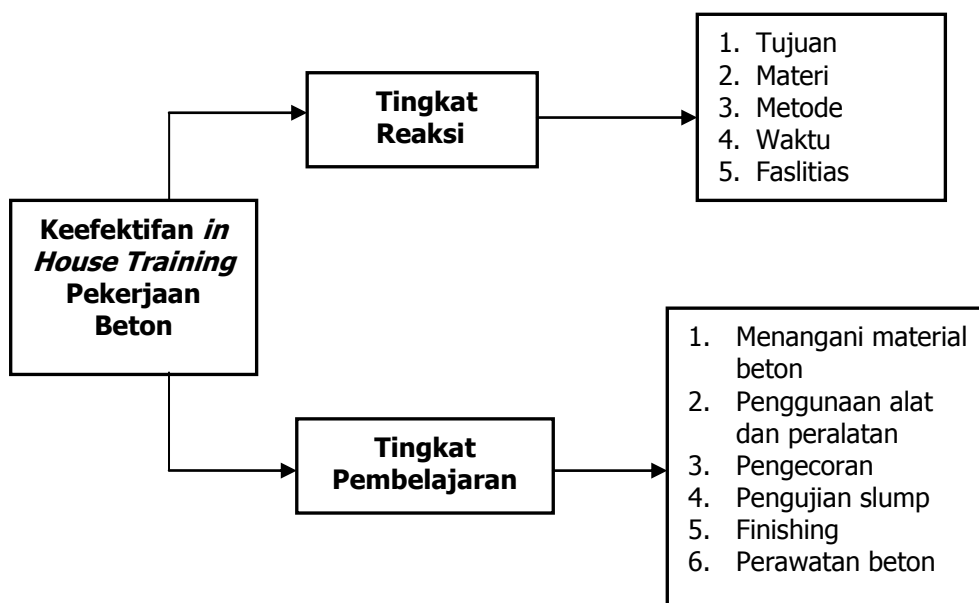 Tingkat
Reaksi
1. Tujuan
2. Materi
3. Metode
4. Waktu
5. Faslitias
Keefektifan in
House Training
Pekerjaan
Beton
Tingkat
Pembelajaran
1. Menangani material
beton
2. Penggunaan alat
dan peralatan
3. Pengecoran
4. Pengujian slump
5. Finishing
6. Perawatan beton